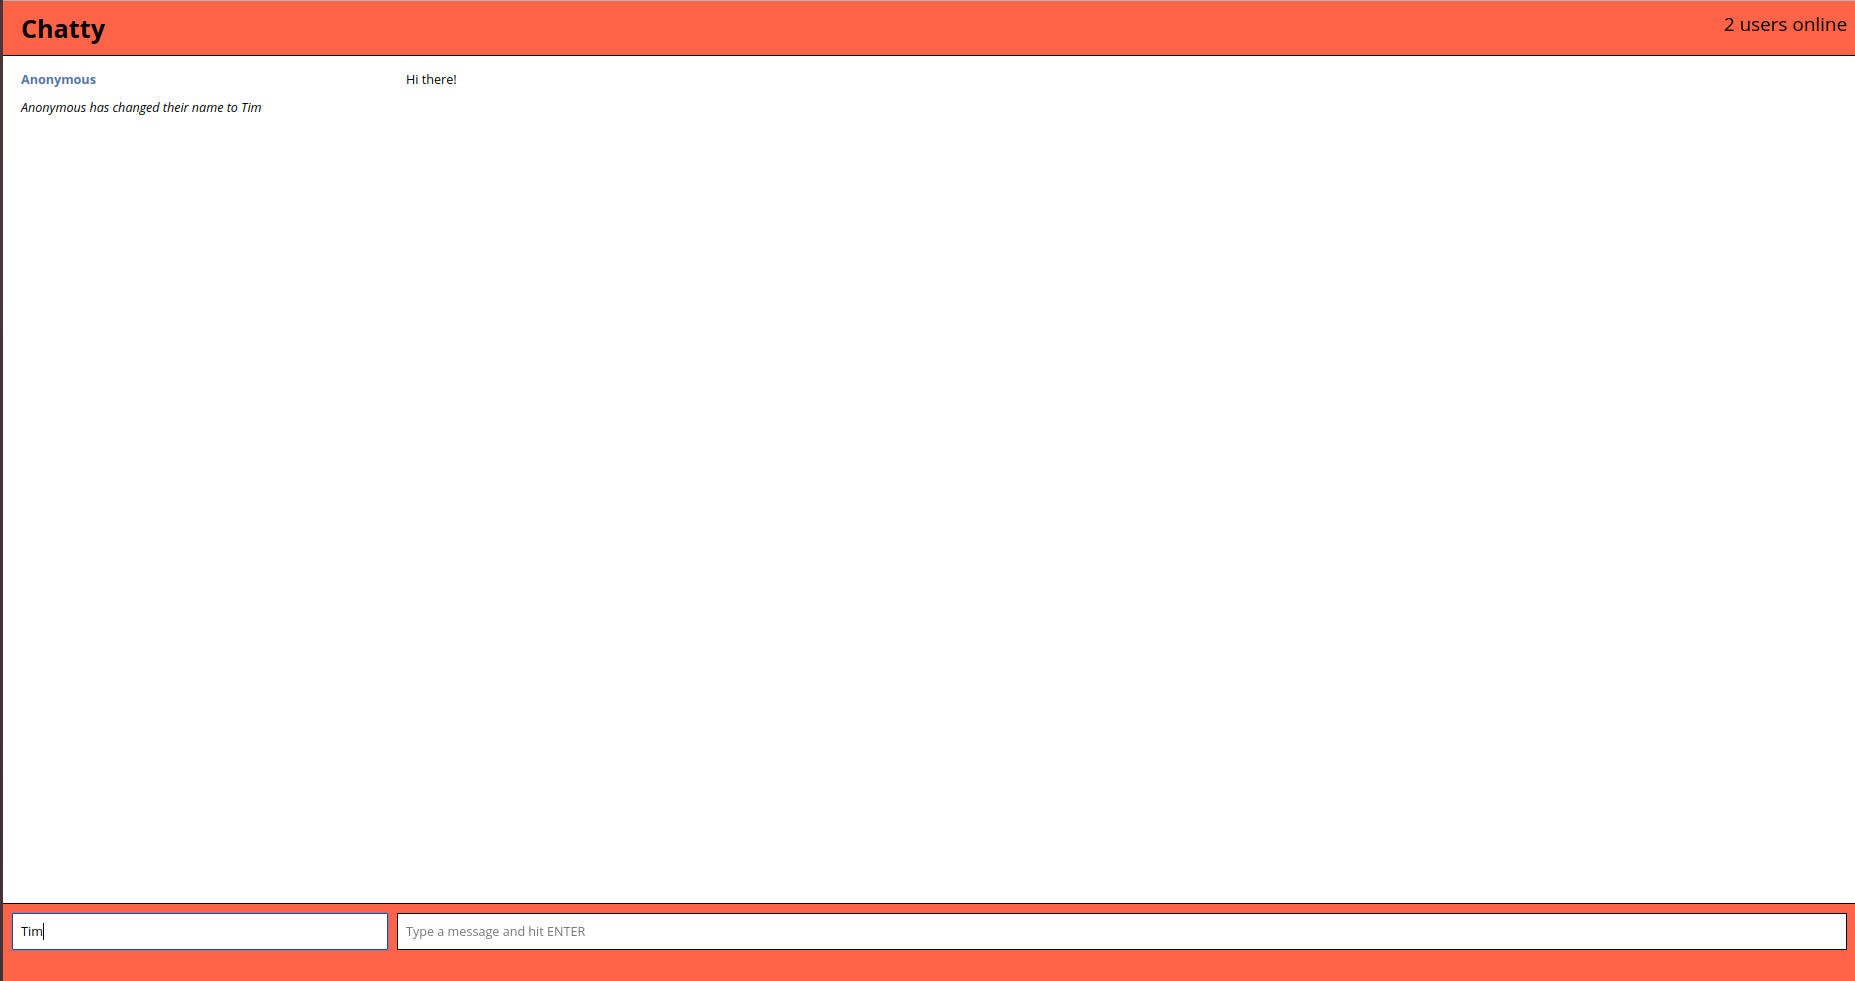 Chatty
2 users online
Anonymous Hi there!
Anonymous has changed their name to Tim
Tim Type a message and hit ENTER